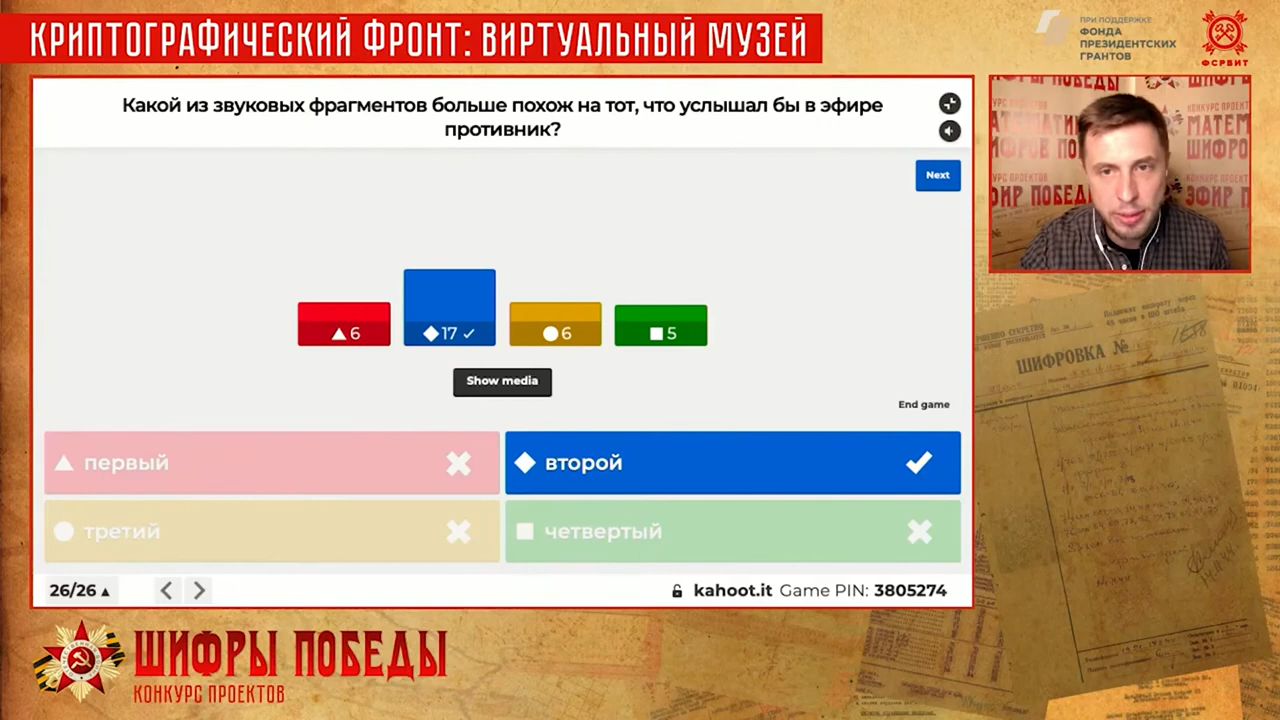 КРИПТОГРАФИЧЕСКИЙ ФРОНТ: ВИРТУАЛЬНЫЙ МУЗЕЙ
ПРИ ПОДДЕРЖКЕ
ФОНДА
ПРЕЗИДЕНТСКИХ
ГРАНТОВ
ФСРВИТ
Какой из звуковых фрагментов больше похож на тот, что услышал бы в эфире
противник?
Next
6
17
6
5
Show media
End game
первый
второй
третий
четвертый
26/26
kahoot.it Game PIN: 3805274
ШИФРОВКА №
ШИФРЫ ПОБЕДЫ
КОНКУРС ПРОЕКТОВ